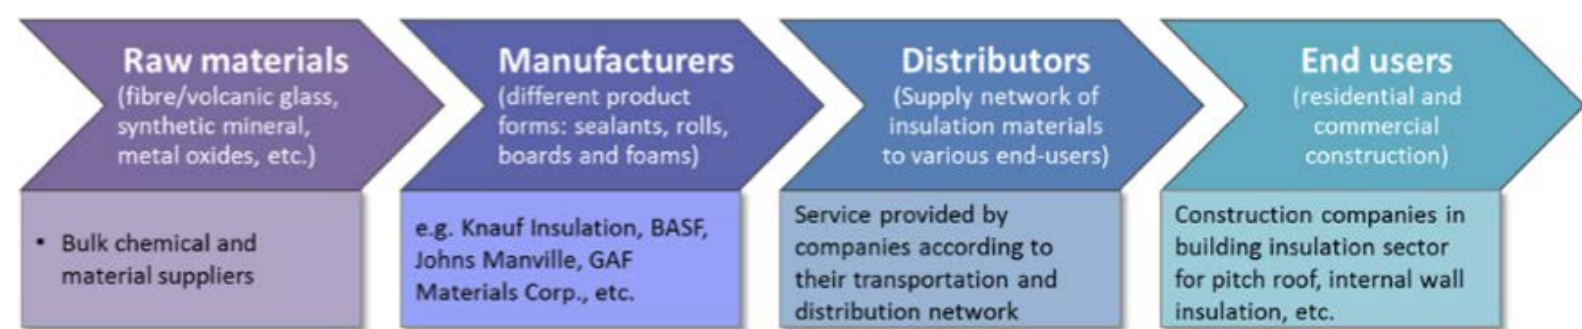 Raw materials
(fibre/volcanic glass,
synthetic mineral,
metal oxides, etc.)
• Bulk chemical and
material suppliers
Manufacturers
(different product
forms: sealants, rolls,
boards and foams)
e.g. Knauf Insulation, BASF,
Johns Manville, GAF
Materials Corp., etc.
Distributors
(Supply network of
insulation materials
to various end-users)
Service provided by
companies according to
their transportation and
distribution network
End users
(residential and
commercial
construction)
Construction companies in
building insulation sector
for pitch roof, internal wall
insulation, etc.